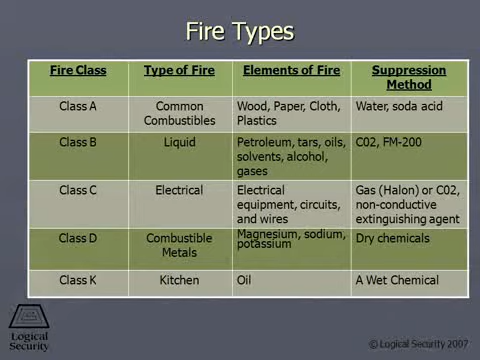 Fire Types
Fire Class
Type of Fire
Elements of Fire
Suppression
Method
Class A
Common
Combustibles
Wood, Paper, Cloth,
Plastics
Water, soda acid
Class B
Liquid
Petroleum, tars, oils,
solvents, alcohol,
gases
C02, FM-200
Class C
Electrical
Electrical
equipment, circuits,
and wires
Gas (Halon) or C02,
non-conductive
extinguishing agent
Class D
Combustible
Metals
Magnesium, sodium,
potassium
Dry chemicals
Class K
Kitchen
Oil
A Wet Chemical
Logical
Security
© Logical Security 2007